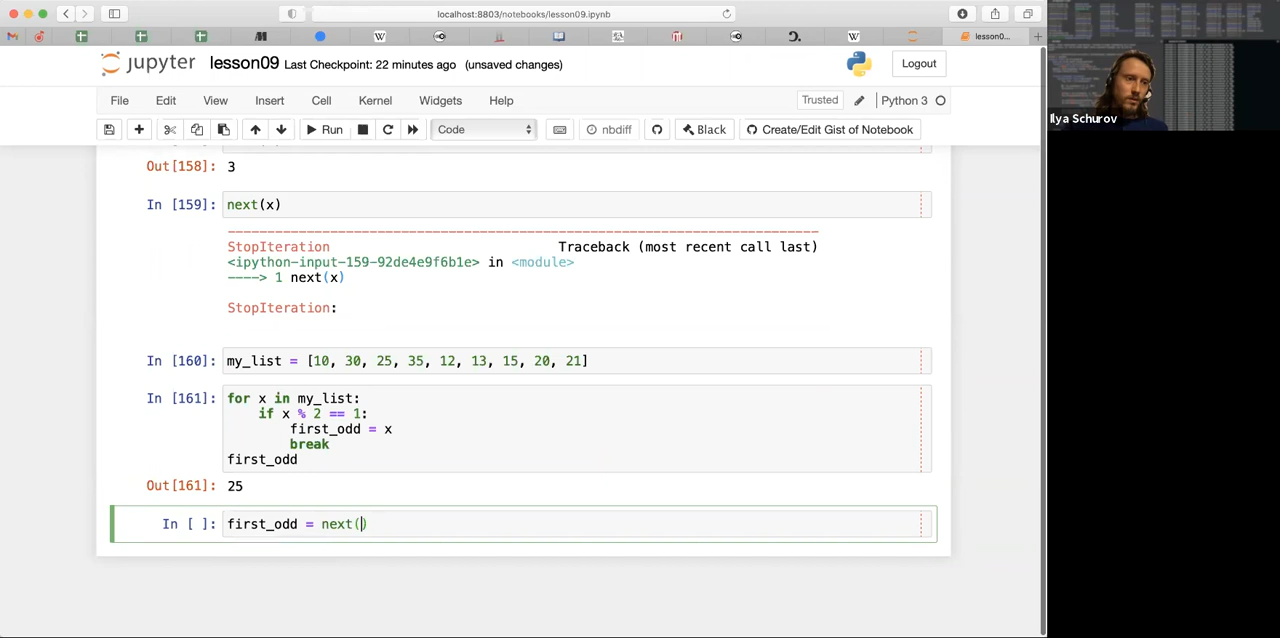 localhost:8803/notebooks/lesson09.ipynb
lesson0...
jupyter lesson09 Last Checkpoint: 22 minutes ago (unsaved changes)
Logout
File Edit View Insert Cell Kernel Widgets Help
Trusted Python 3
Run Code nbdiff Black Create/Edit Gist of Notebook
Ilya Schurov
Out[158]: 3
In [159]: next(x)
StopIteration Traceback (most recent call last)
<ipython-input-159-92de4e9f6b1e> in <module>
----> 1 next(x)
StopIteration:
In [160]: my_list = [10, 30, 25, 35, 12, 13, 15, 20, 21]
In [161]: for x in my_list:
if x % 2 == 1:
first_odd = x
break
first_odd
Out[161]: 25
In [ ]: first_odd = next()